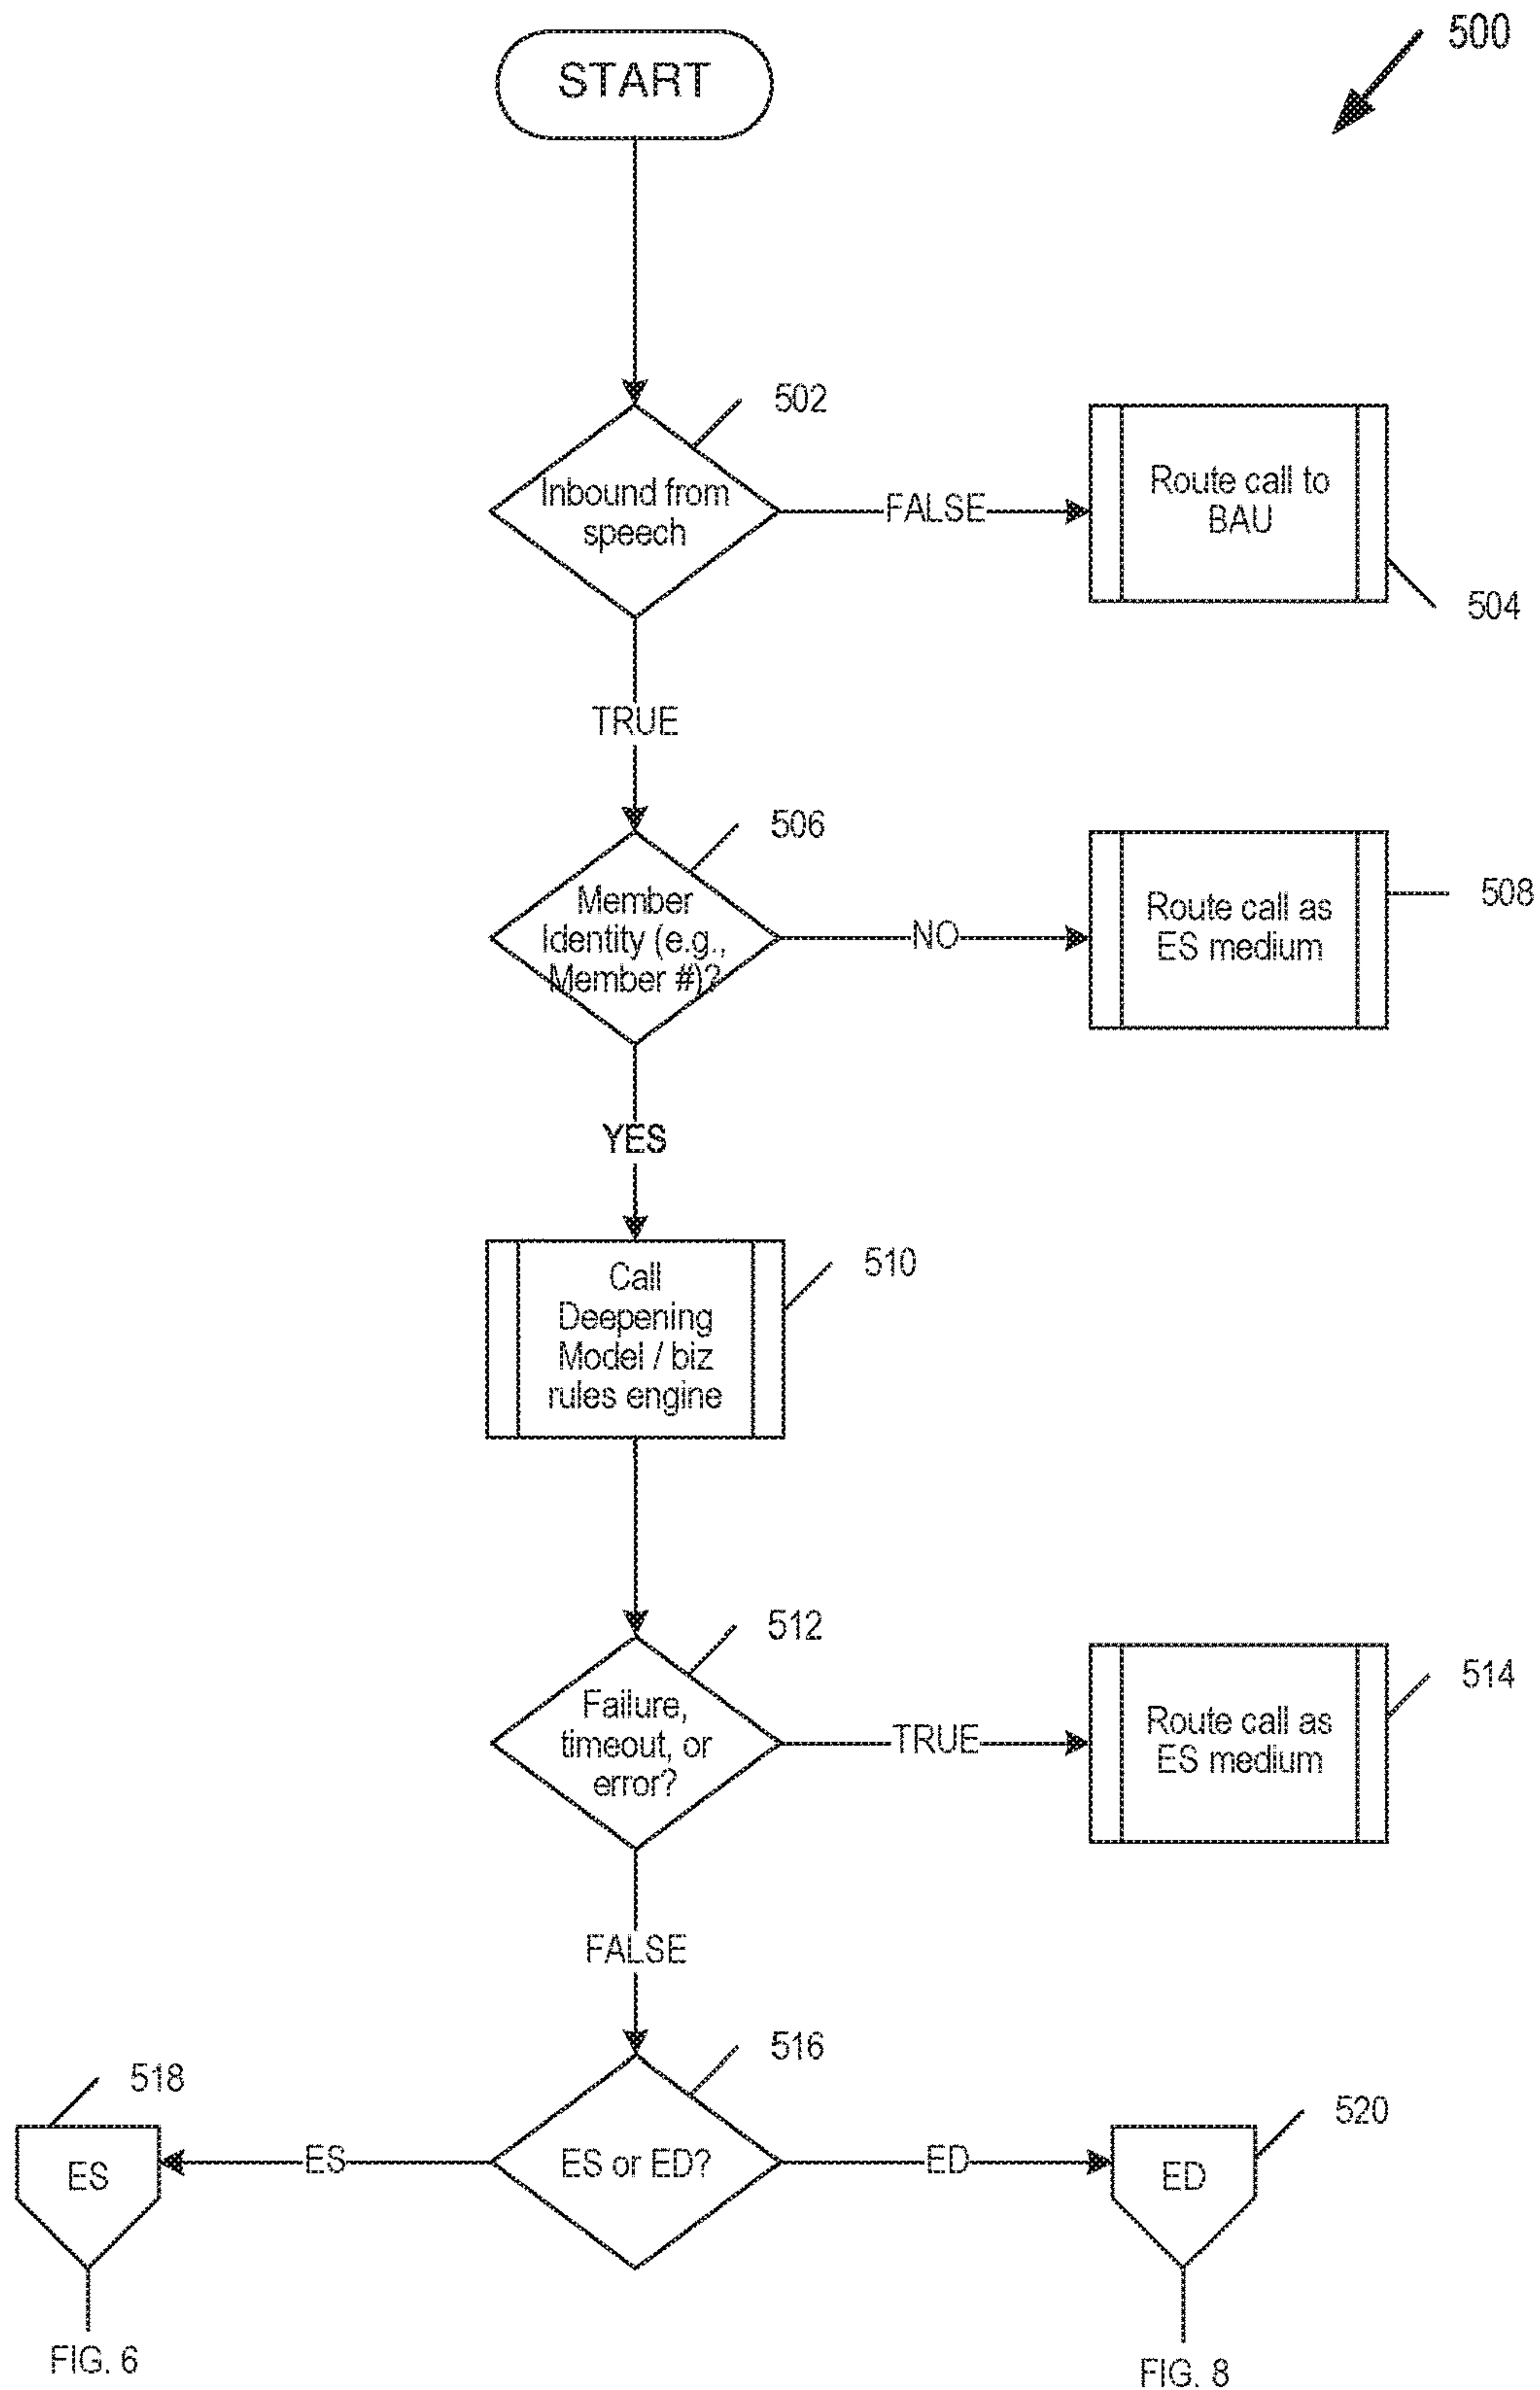 500
START
502
Inbound from
speech
FALSE
Route call to
BAU
504
TRUE
506
Member
Identity (e.g.,
Member #)?
NO
Route call as
ES medium
508
YES
510
Call
Deepening
Model / biz
rules engine
512
Failure,
timeout, or
error?
TRUE
Route call as
ES medium
514
FALSE
516
518
ES
ES
ES or ED?
ED
ED
520
FIG. 6
FIG. 8